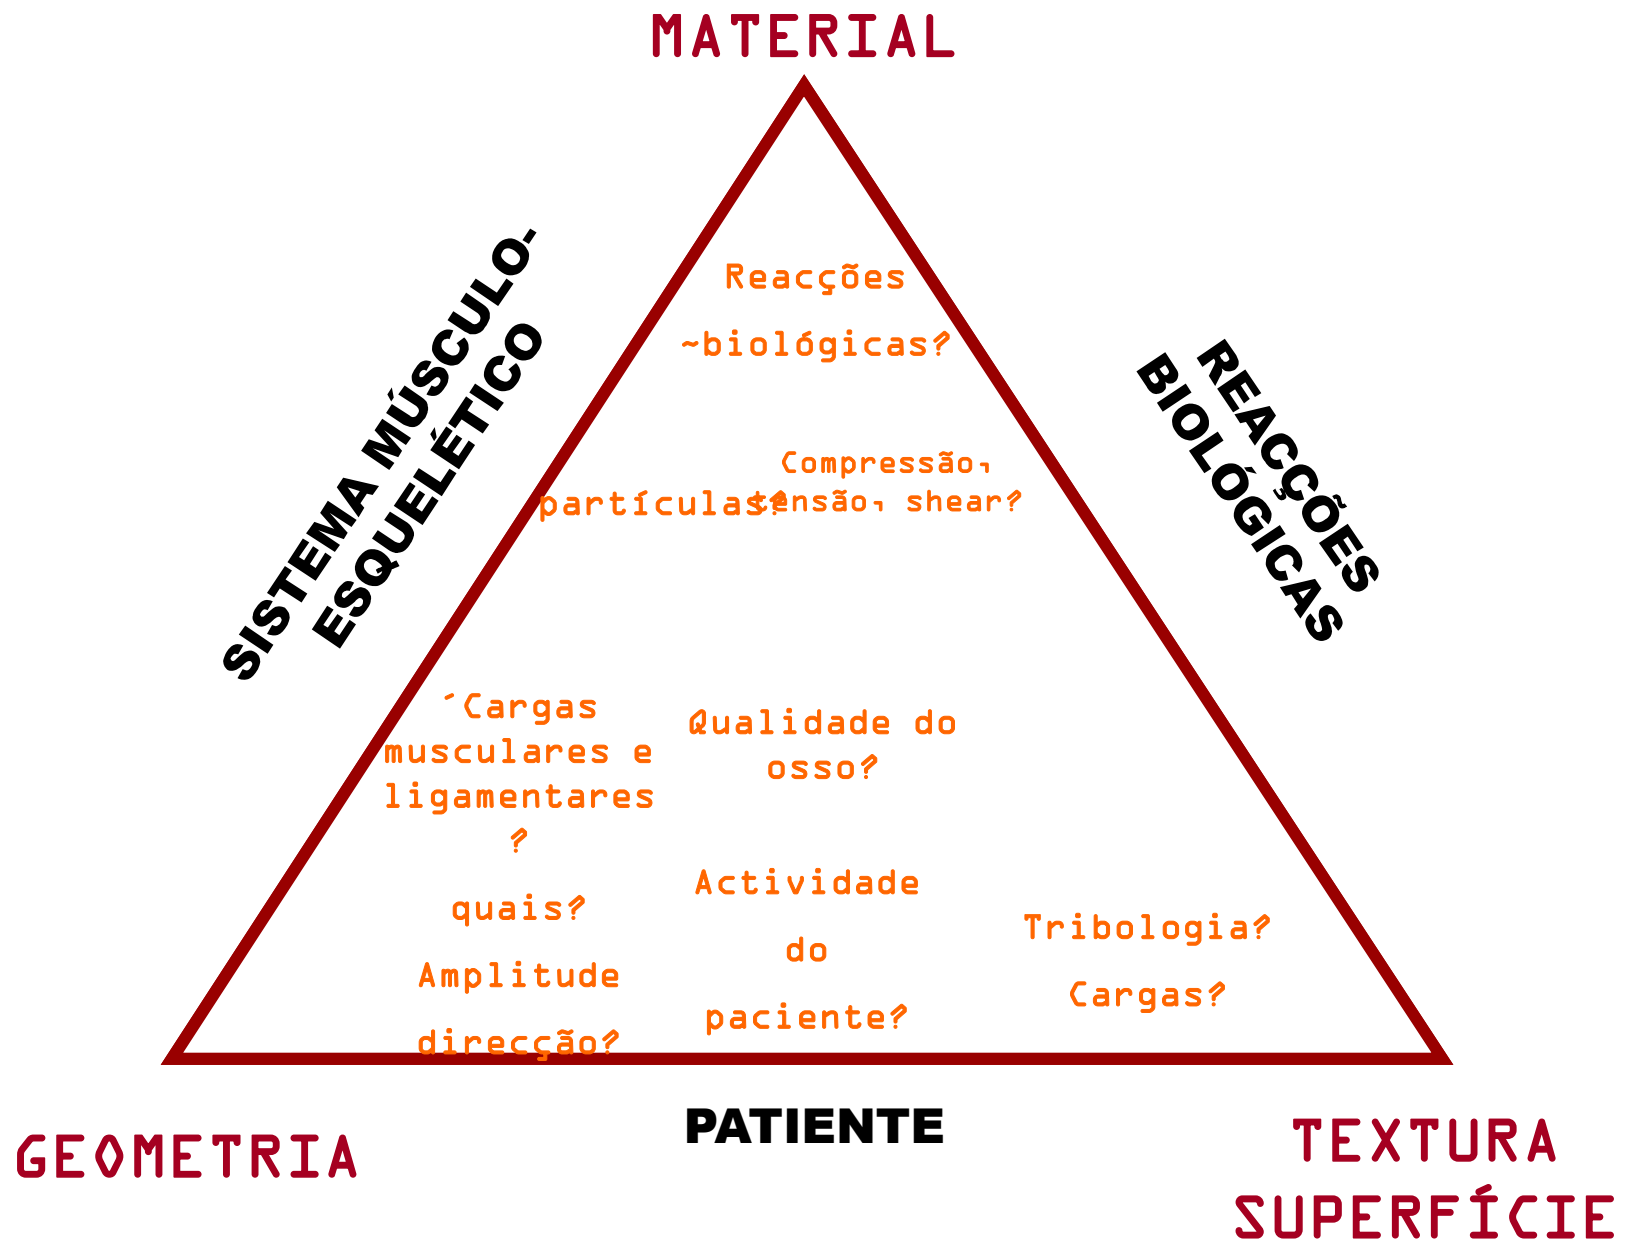 MATERIAL
SISTEMA MÚSCULO-
ESQUELÉTICO
REACÇÕES
BIOLÓGICAS
Reacções
~biológicas?
partículas?
Compressão,
tensão, shear?
´Cargas
musculares e
ligamentares
?
quais?
Amplitude
direcção?
Qualidade do
osso?
Actividade
do
paciente?
Tribologia?
Cargas?
GEOMETRIA
PATIENTE
TEXTURA
SUPERFÍCIE